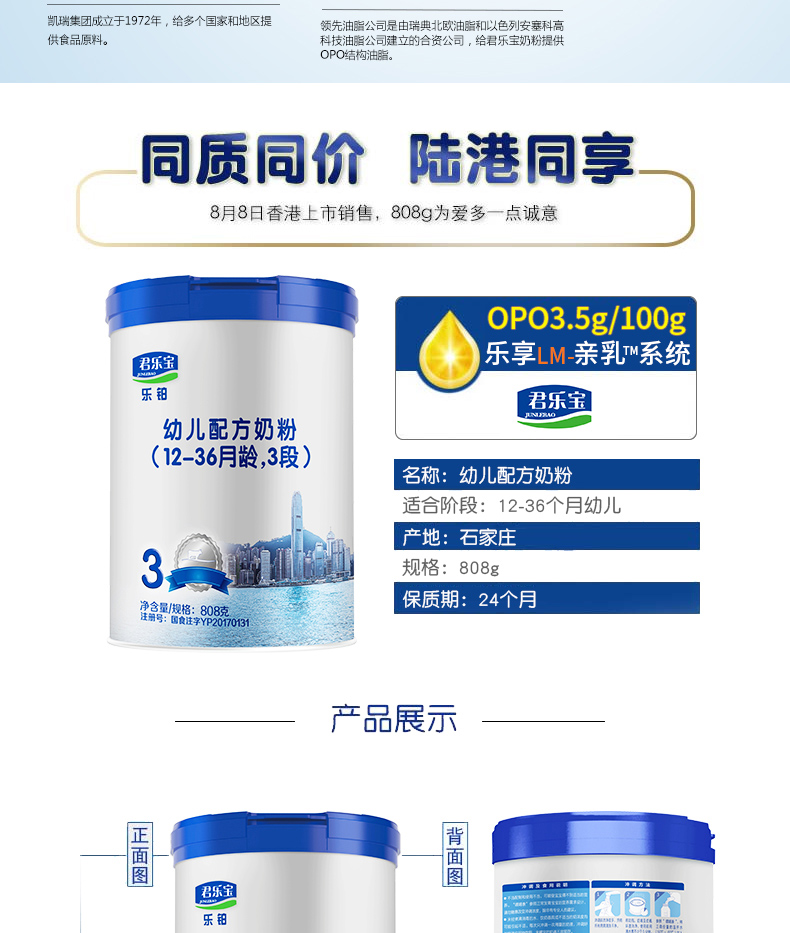 凯瑞集团成立于1972年，给多个国家和地区提
供食品原料。
领先油脂公司是由瑞典北欧油脂和以色列安塞科高
科技油脂公司建立的合资公司，给君乐宝奶粉提供
OPO结构油脂。
同质同价 陆港同享
8月8日香港上市销售，808g为爱多一点诚意
君乐宝
JUNLEBAO
乐铂
幼儿配方奶粉
（12-36月龄,3段）
3
净含量/规格：808克
注册号：国食注字YP20170131
OPO3.5g/100g
乐享LM-亲乳™系统
君乐宝
JUNLEBAO
名称：幼儿配方奶粉
适合阶段：12-36个月幼儿
产地：石家庄
规格：808g
保质期：24个月
产品展示
正面图
君乐宝
JUNLEBAO
乐铂
背面图
冲调及食用说明
冲调方法